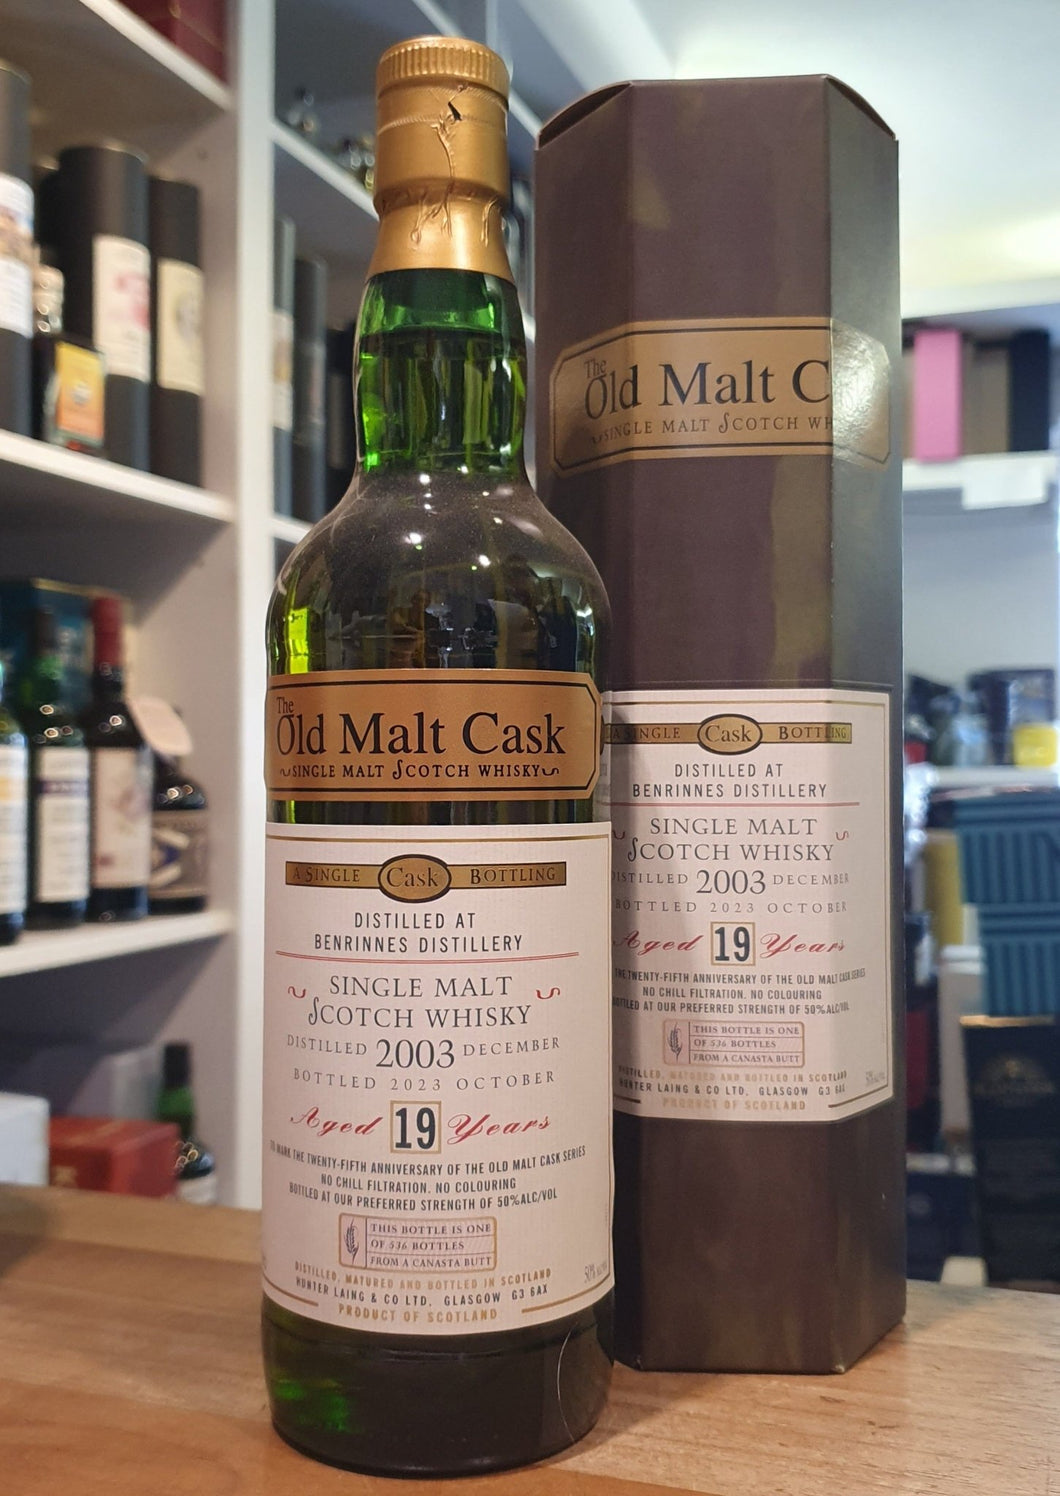 The
Old Malt Cask
SINGLE MALT SCOTCH WHISKY
A SINGLE Cask BOTTLING
DISTILLED AT
BENRINNES DISTILLERY
SINGLE MALT
SCOTCH WHISKY
DISTILLED 2003 DECEMBER
BOTTLED 2023 OCTOBER
Aged 19 Years
TO MARK THE TWENTY-FIFTH ANNIVERSARY OF THE OLD MALT CASK SERIES
NO CHILL FILTRATION. NO COLOURING
BOTTLED AT OUR PREFERRED STRENGTH OF 50%ALC/VOL
THIS BOTTLE IS ONE
OF 536 BOTTLES
FROM A CANASTA BUTT
DISTILLED, MATURED AND BOTTLED IN SCOTLAND
HUNTER LAING & CO LTD, GLASGOW G3 6AX
PRODUCT OF SCOTLAND
50%
The
Old Malt C
SINGLE MALT SCOTCH WH
A SINGLE Cask BOTTLING
DISTILLED AT
BENRINNES DISTILLERY
SINGLE MALT
SCOTCH WHISKY
DISTILLED 2003 DECEMBER
BOTTLED 2023 OCTOBER
Aged 19 Years
THE TWENTY-FIFTH ANNIVERSARY OF THE OLD MALT CASK SERIES
NO CHILL FILTRATION. NO COLOURING
BOTTLED AT OUR PREFERRED STRENGTH OF 50%ALC/VOL
THIS BOTTLE IS ONE
OF 536 BOTTLES
FROM A CANASTA BUTT
DISTILLED, MATURED AND BOTTLED IN SCOTLAND
HUNTER LAING & CO LTD, GLASGOW G3 6AX
PRODUCT OF SCOTLAND